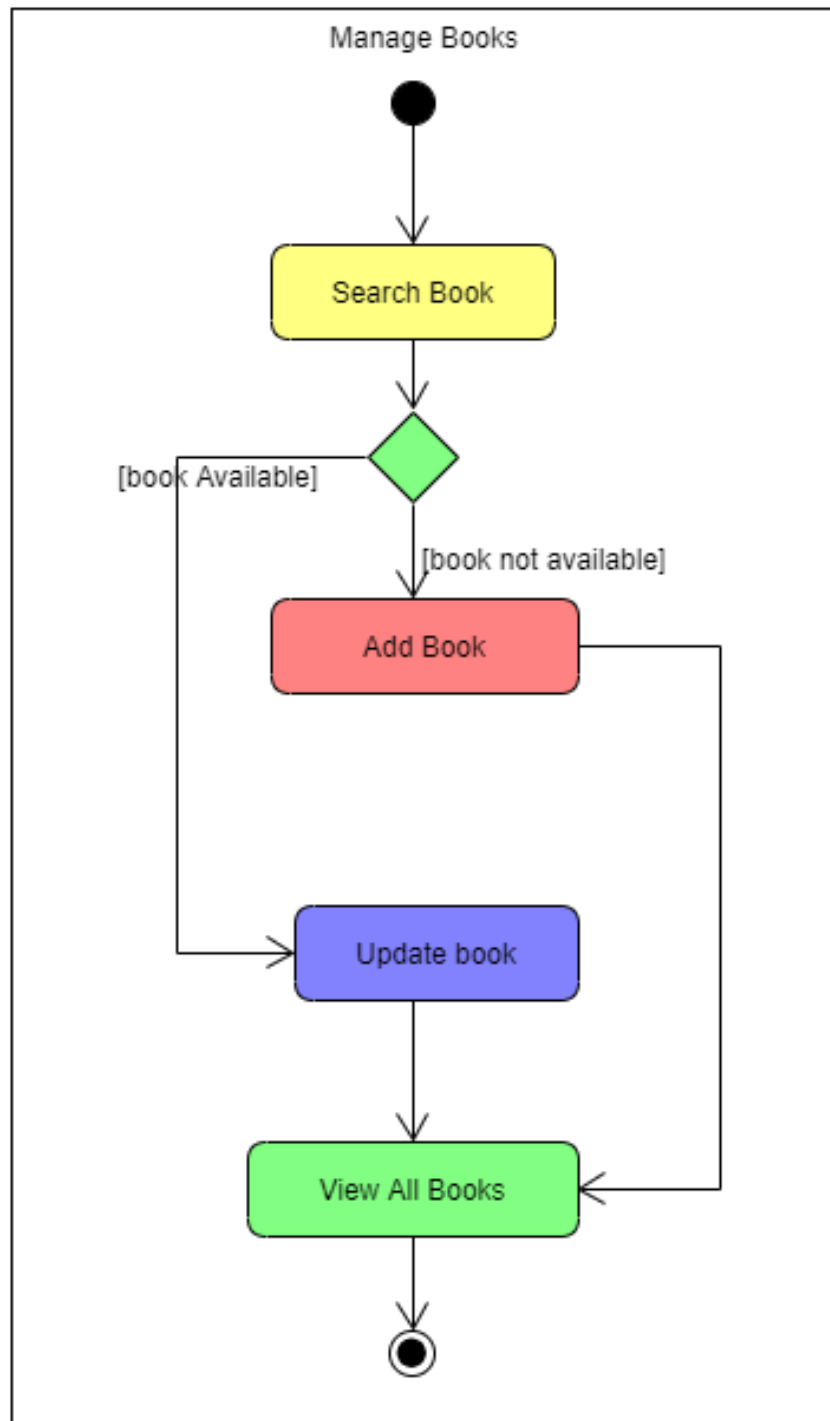 Manage Books
Search Book
[book Available]
[book not available]
Add Book
Update book
View All Books